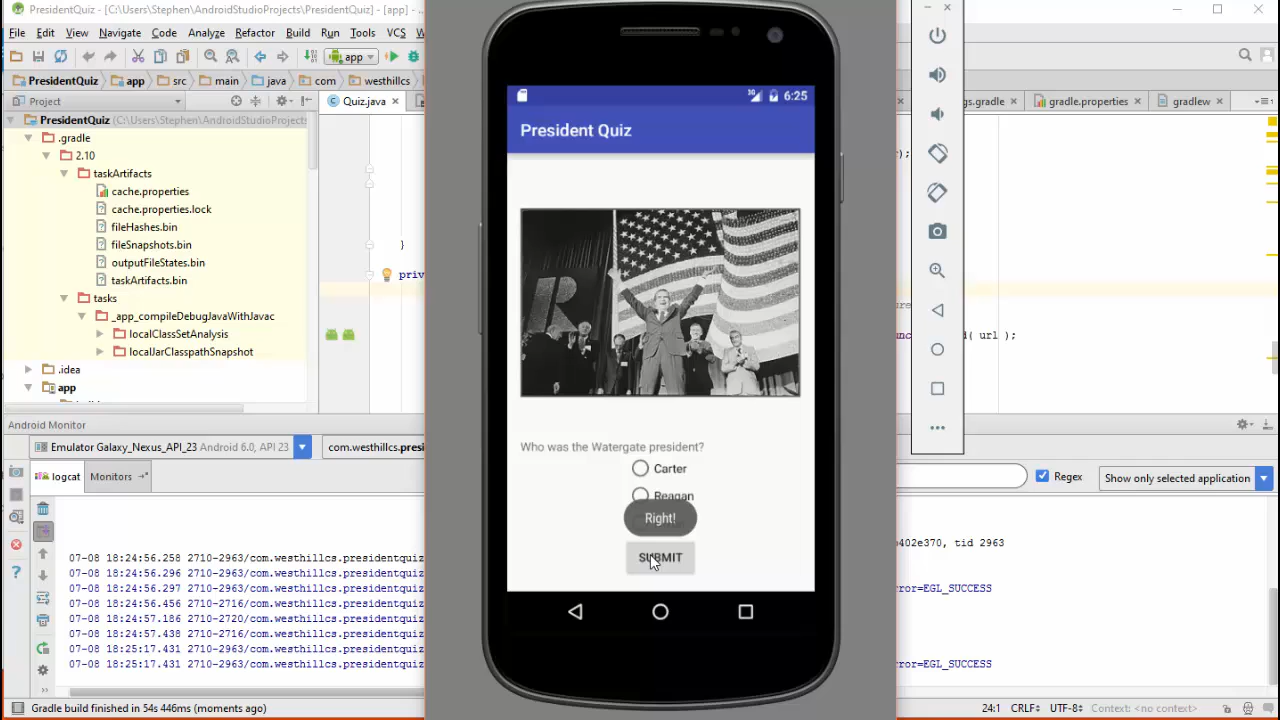 PresidentQuiz - [C:\Users\Stephen\AndroidStudioProjects\PresidentQuiz] - [app]
File Edit
Build Run Tools VCS
app
PresidentQuiz app src main java com westhillcs
Project
Quiz.java
gs.gradle gradle.properties gradlew
PresidentQuiz (C:\Users\Stephen\AndroidStudioProjects
.gradle
2.10
taskArtifacts
cache.properties
cache.properties.lock
fileHashes.bin
fileSnapshots.bin
outputFileStates.bin
taskArtifacts.bin
tasks
_app_compileDebugJavaWithJavac
localClassSetAnalysis
localJarClasspathSnapshot
.idea
app
);
}
priv
d( url );
6:25
President Quiz
R
Who was the Watergate president?
Carter
Reagan
Right!
SUBMIT
Android Monitor
Emulator Galaxy_Nexus_API_23 Android 6.0, API 23
com.westhillcs.presi
logcat Monitors
Regex
Show only selected application
e402e370, tid 2963
07-08 18:24:56.258 2710-2963/com.westhillcs.presidentquiz
07-08 18:24:56.296 2710-2963/com.westhillcs.presidentquiz
07-08 18:24:56.297 2710-2963/com.westhillcs.presidentquiz
rror=EGL_SUCCESS
07-08 18:24:56.456 2710-2716/com.westhillcs.presidentquiz
07-08 18:24:57.186 2710-2720/com.westhillcs.presidentquiz
07-08 18:24:57.438 2710-2716/com.westhillcs.presidentquiz
07-08 18:25:17.431 2710-2963/com.westhillcs.presidentquiz
07-08 18:25:17.431 2710-2963/com.westhillcs.presidentquiz
rror=EGL_SUCCESS
Gradle build finished in 54s 446ms (moments ago)
24:1 CRLF UTF-8 Context: <no context>